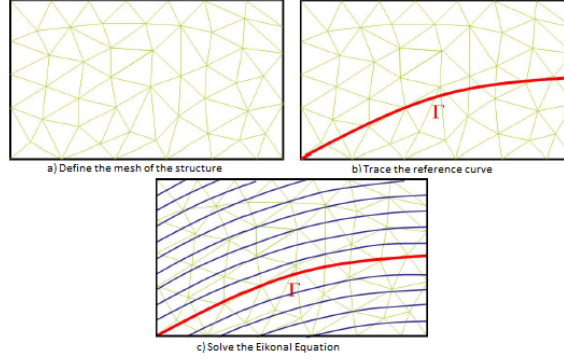 Γ
a) Define the mesh of the structure
b) Trace the reference curve
Γ
c) Solve the Eikonal Equation